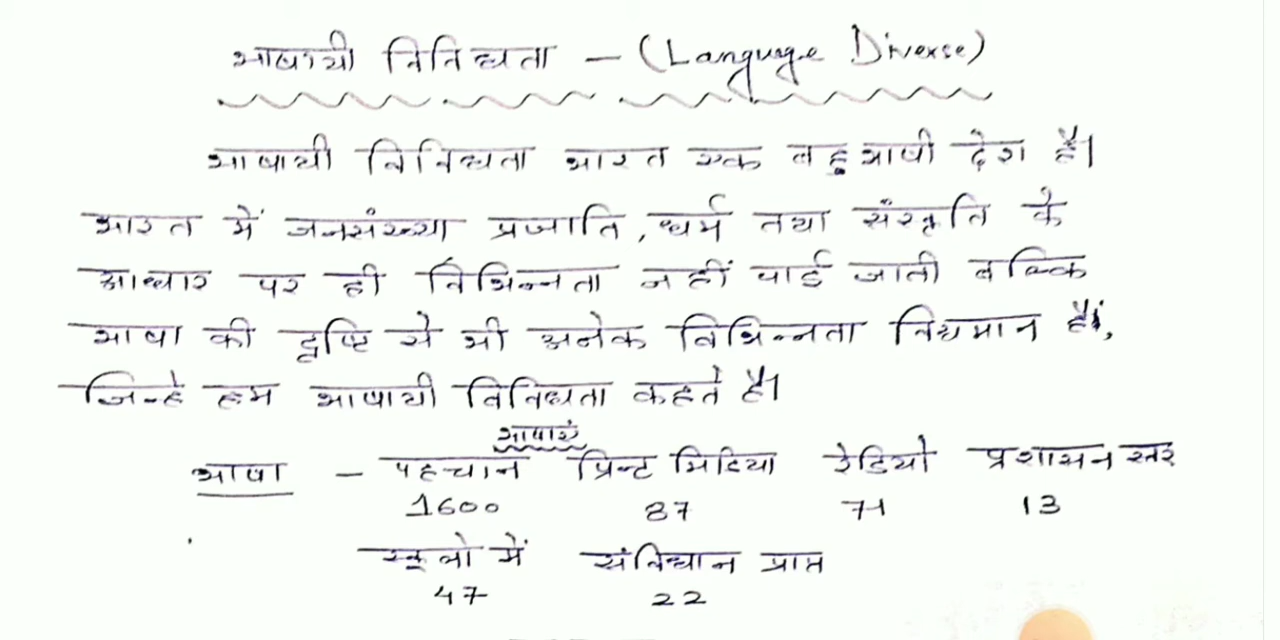 भाषायी विविधता – (Language Diverse)
भाषायी विविधता भारत एक बहुभाषी देश है।
भारत में जनसंख्या प्रजाति, धर्म तथा संस्कृति के
आधार पर ही विभिन्नता नहीं पाई जाती बल्कि
भाषा की दृष्टि से भी अनेक विभिन्नता विद्यमान हैं,
जिन्हे हम भाषायी विविधता कहते है।
भाषाएं
भाषा – पहचान प्रिन्ट मिडिया रेडियो प्रशासन स्तर
1600 87 71 13
स्कूलो में संविधान प्राप्त
47 22